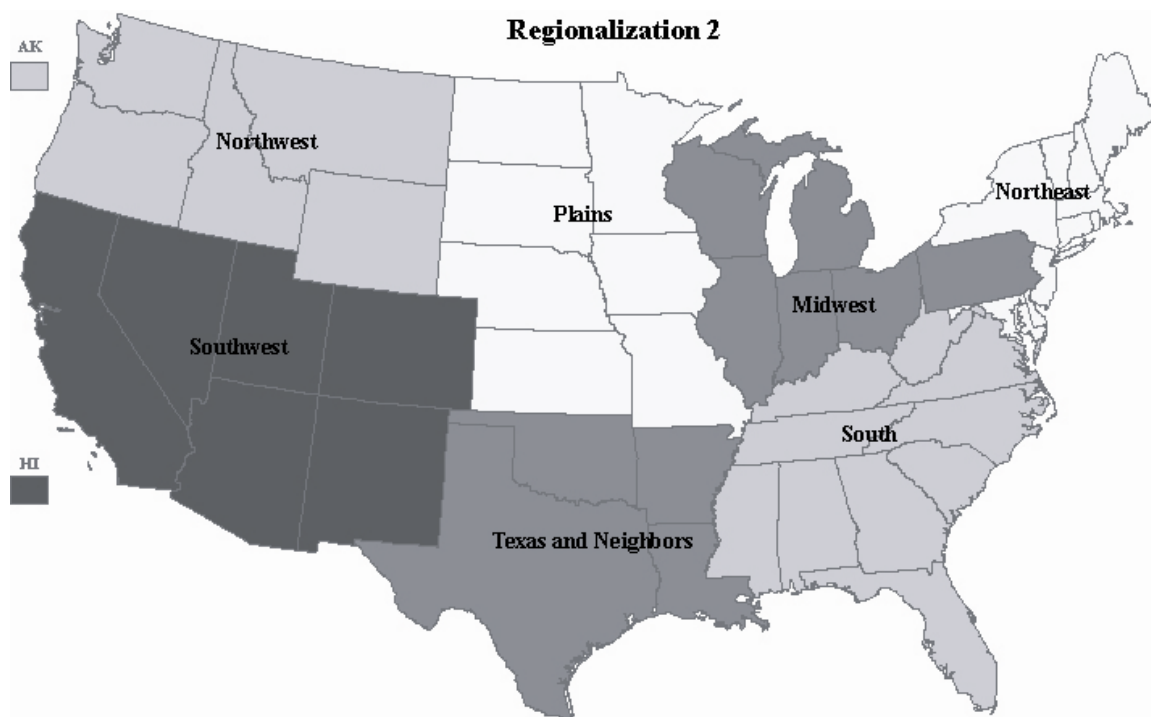 Regionalization 2
AK
Northwest
Northeast
Plains
Midwest
Southwest
South
HI
Texas and Neighbors